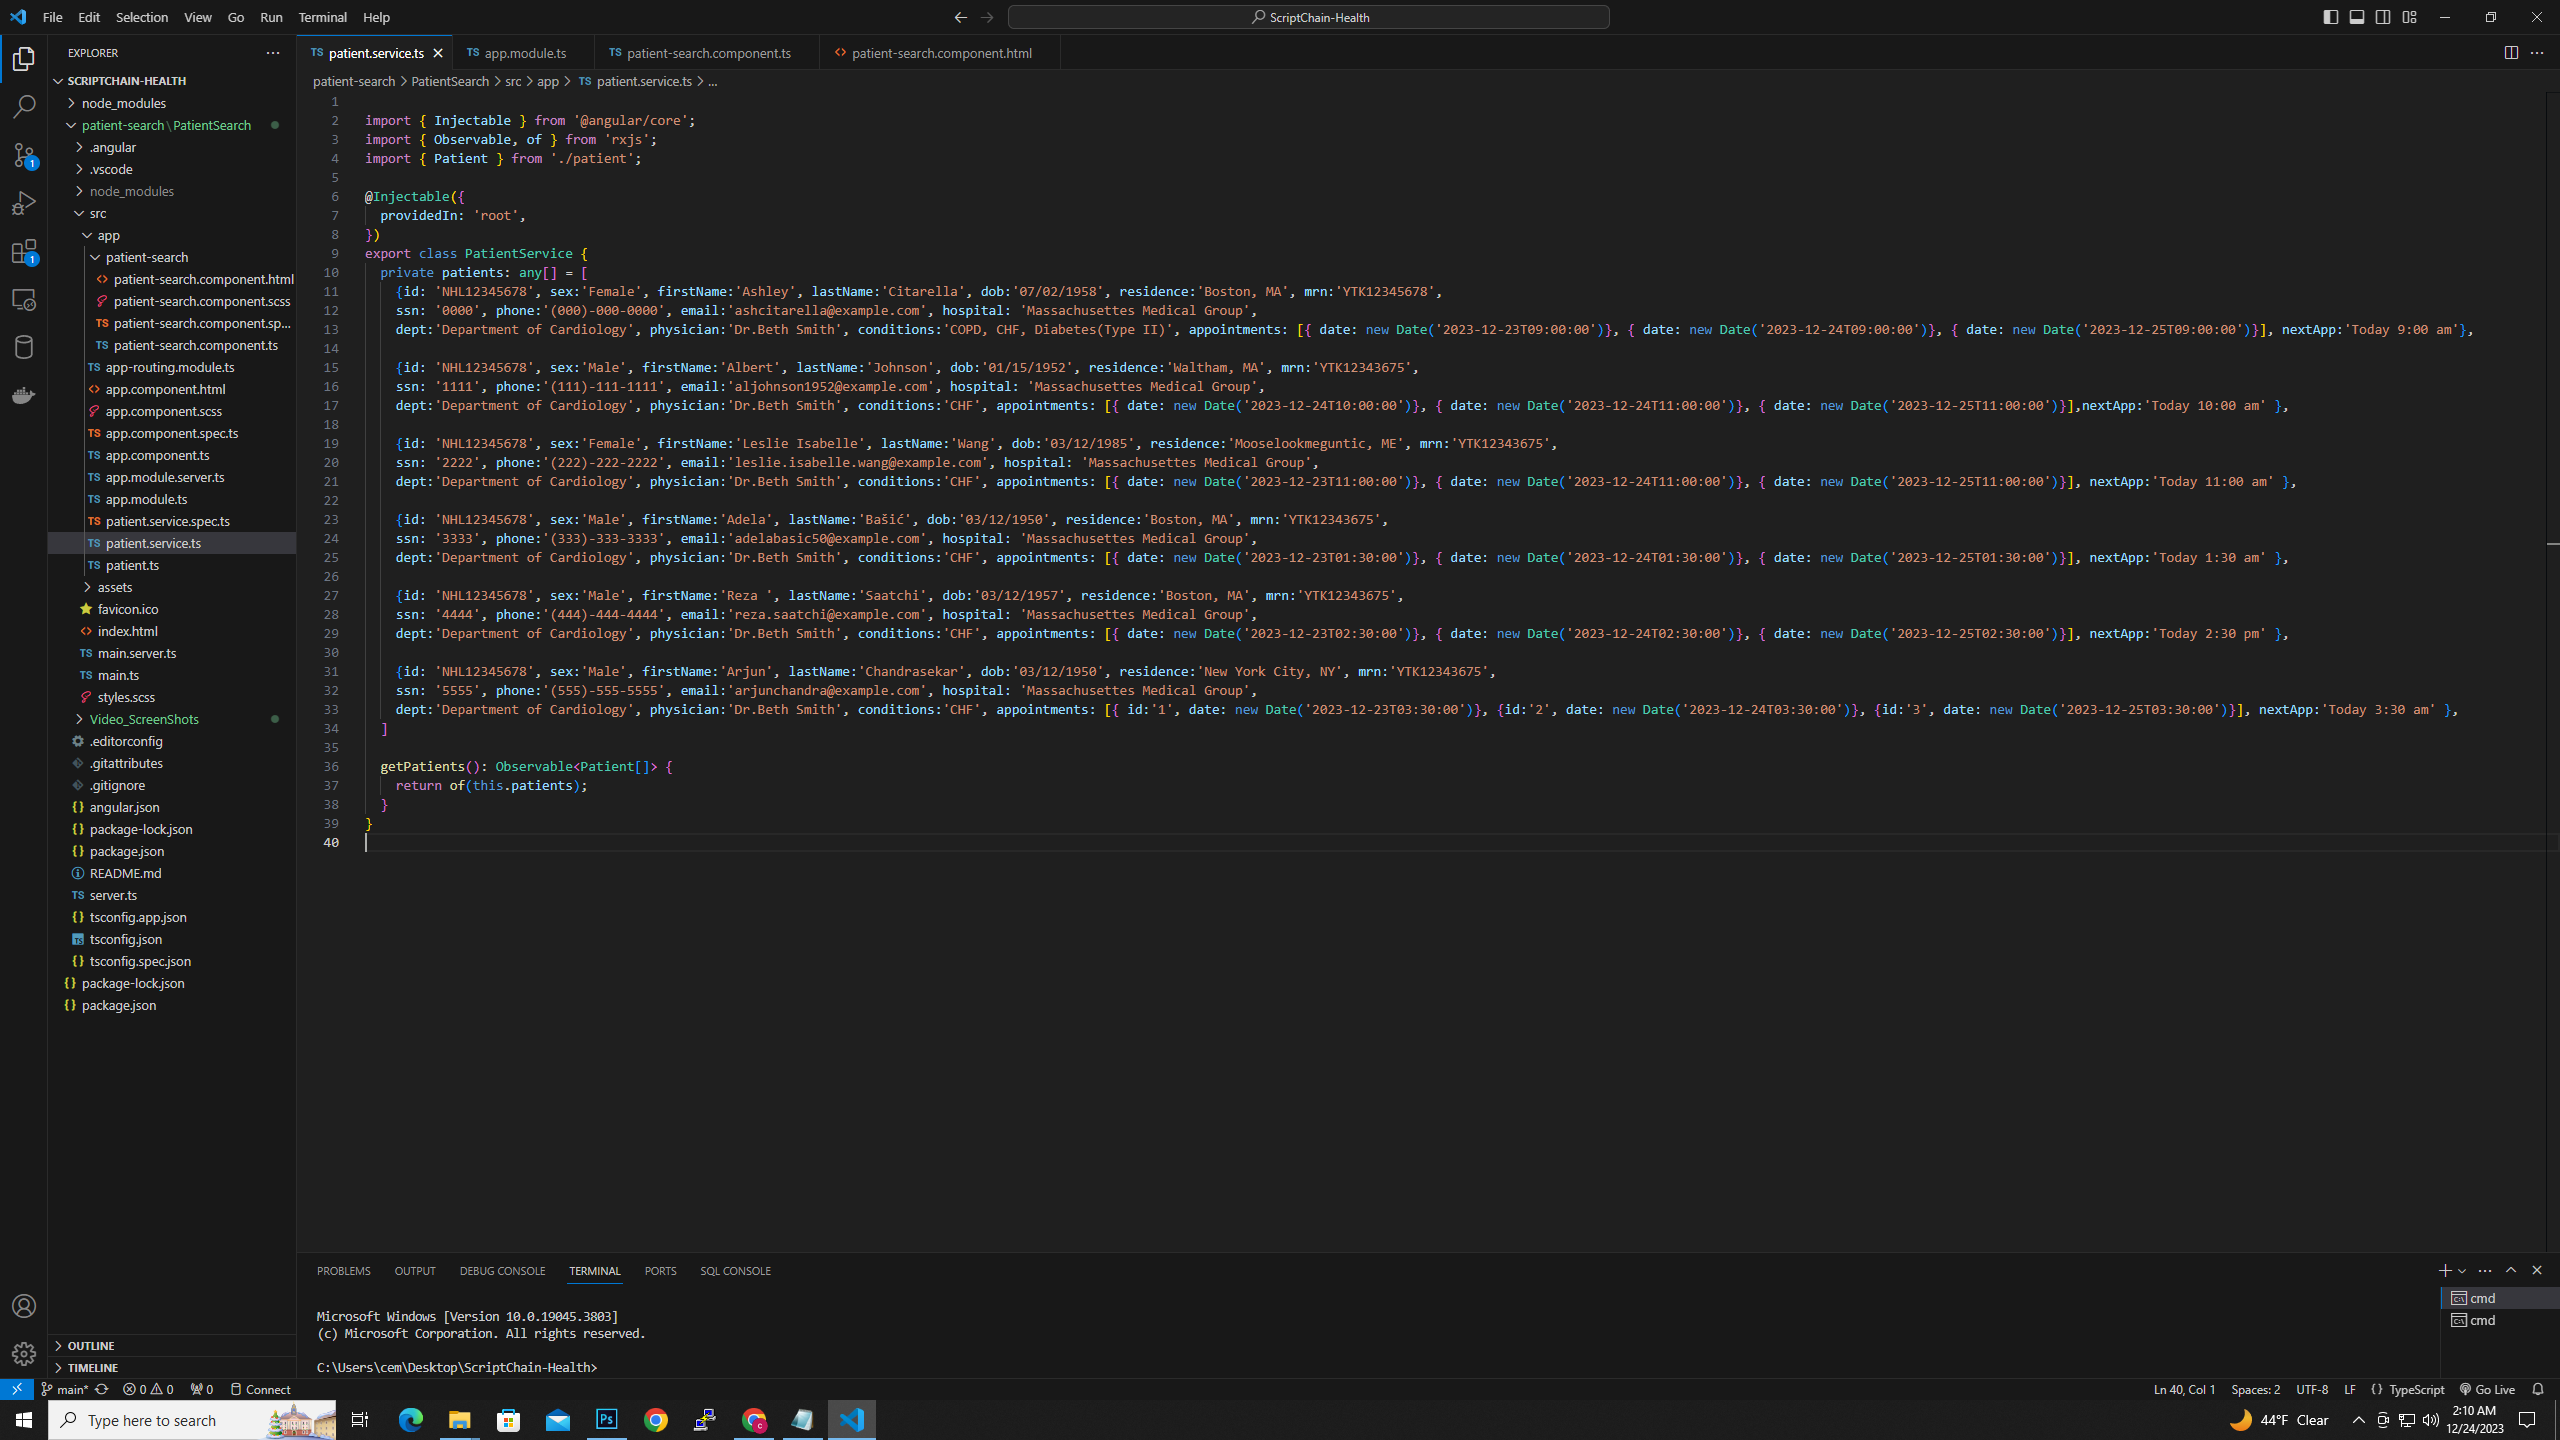 File Edit Selection View Go Run Terminal Help
ScriptChain-Health
EXPLORER
SCRIPTCHAIN-HEALTH
node_modules
patient-search\PatientSearch
.angular
.vscode
node_modules
src
app
patient-search
patient-search.component.html
patient-search.component.scss
patient-search.component.sp...
patient-search.component.ts
app-routing.module.ts
app.component.html
app.component.scss
app.component.spec.ts
app.component.ts
app.module.server.ts
app.module.ts
patient.service.spec.ts
patient.service.ts
patient.ts
assets
favicon.ico
index.html
main.server.ts
main.ts
styles.scss
Video_ScreenShots
.editorconfig
.gitattributes
.gitignore
angular.json
package-lock.json
package.json
README.md
server.ts
tsconfig.app.json
tsconfig.json
tsconfig.spec.json
package-lock.json
package.json
OUTLINE
TIMELINE
TS patient.service.ts TS app.module.ts TS patient-search.component.ts <> patient-search.component.html
patient-search > PatientSearch > src > app > TS patient.service.ts > ...
1
2 import { Injectable } from '@angular/core';
3 import { Observable, of } from 'rxjs';
4 import { Patient } from './patient';
5
6 @Injectable({
7 providedIn: 'root',
8 })
9 export class PatientService {
10 private patients: any[] = [
11 {id: 'NHL12345678', sex:'Female', firstName:'Ashley', lastName:'Citarella', dob:'07/02/1958', residence:'Boston, MA', mrn:'YTK12345678',
12 ssn: '0000', phone:'(000)-000-0000', email:'ashcitarella@example.com', hospital: 'Massachusettes Medical Group',
13 dept:'Department of Cardiology', physician:'Dr.Beth Smith', conditions:'COPD, CHF, Diabetes(Type II)', appointments: [{ date: new Date('2023-12-23T09:00:00')}, { date: new Date('2023-12-24T09:00:00')}, { date: new Date('2023-12-25T09:00:00')}], nextApp:'Today 9:00 am'},
14
15 {id: 'NHL12345678', sex:'Male', firstName:'Albert', lastName:'Johnson', dob:'01/15/1952', residence:'Waltham, MA', mrn:'YTK12343675',
16 ssn: '1111', phone:'(111)-111-1111', email:'aljohnson1952@example.com', hospital: 'Massachusettes Medical Group',
17 dept:'Department of Cardiology', physician:'Dr.Beth Smith', conditions:'CHF', appointments: [{ date: new Date('2023-12-24T10:00:00')}, { date: new Date('2023-12-24T11:00:00')}, { date: new Date('2023-12-25T11:00:00')}],nextApp:'Today 10:00 am' },
18
19 {id: 'NHL12345678', sex:'Female', firstName:'Leslie Isabelle', lastName:'Wang', dob:'03/12/1985', residence:'Mooselookmeguntic, ME', mrn:'YTK12343675',
20 ssn: '2222', phone:'(222)-222-2222', email:'leslie.isabelle.wang@example.com', hospital: 'Massachusettes Medical Group',
21 dept:'Department of Cardiology', physician:'Dr.Beth Smith', conditions:'CHF', appointments: [{ date: new Date('2023-12-23T11:00:00')}, { date: new Date('2023-12-24T11:00:00')}, { date: new Date('2023-12-25T11:00:00')}], nextApp:'Today 11:00 am' },
22
23 {id: 'NHL12345678', sex:'Male', firstName:'Adela', lastName:'Bašić', dob:'03/12/1950', residence:'Boston, MA', mrn:'YTK12343675',
24 ssn: '3333', phone:'(333)-333-3333', email:'adelabasic50@example.com', hospital: 'Massachusettes Medical Group',
25 dept:'Department of Cardiology', physician:'Dr.Beth Smith', conditions:'CHF', appointments: [{ date: new Date('2023-12-23T01:30:00')}, { date: new Date('2023-12-24T01:30:00')}, { date: new Date('2023-12-25T01:30:00')}], nextApp:'Today 1:30 am' },
26
27 {id: 'NHL12345678', sex:'Male', firstName:'Reza ', lastName:'Saatchi', dob:'03/12/1957', residence:'Boston, MA', mrn:'YTK12343675',
28 ssn: '4444', phone:'(444)-444-4444', email:'reza.saatchi@example.com', hospital: 'Massachusettes Medical Group',
29 dept:'Department of Cardiology', physician:'Dr.Beth Smith', conditions:'CHF', appointments: [{ date: new Date('2023-12-23T02:30:00')}, { date: new Date('2023-12-24T02:30:00')}, { date: new Date('2023-12-25T02:30:00')}], nextApp:'Today 2:30 pm' },
30
31 {id: 'NHL12345678', sex:'Male', firstName:'Arjun', lastName:'Chandrasekar', dob:'03/12/1950', residence:'New York City, NY', mrn:'YTK12343675',
32 ssn: '5555', phone:'(555)-555-5555', email:'arjunchandra@example.com', hospital: 'Massachusettes Medical Group',
33 dept:'Department of Cardiology', physician:'Dr.Beth Smith', conditions:'CHF', appointments: [{ id:'1', date: new Date('2023-12-23T03:30:00')}, {id:'2', date: new Date('2023-12-24T03:30:00')}, {id:'3', date: new Date('2023-12-25T03:30:00')}], nextApp:'Today 3:30 am' },
34 ]
35
36 getPatients(): Observable<Patient[]> {
37 return of(this.patients);
38 }
39 }
40
PROBLEMS OUTPUT DEBUG CONSOLE TERMINAL PORTS SQL CONSOLE
Microsoft Windows [Version 10.0.19045.3803]
(c) Microsoft Corporation. All rights reserved.
C:\Users\cem\Desktop\ScriptChain-Health>
cmd
cmd
main* 0 0 0 Connect
Ln 40, Col 1 Spaces: 2 UTF-8 LF {} TypeScript Go Live
Type here to search
Ps
44°F Clear
2:10 AM
12/24/2023